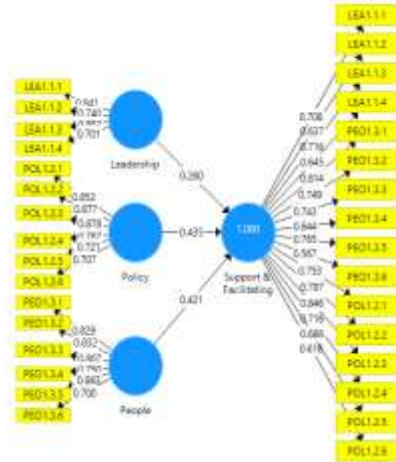 LEA1.1.1
LEA1.1.2
LEA1.1.3
LEA1.1.4
POL1.2.1
POL1.2.2
POL1.2.3
POL1.2.4
POL1.2.5
POL1.2.6
PEO1.3.1
PEO1.3.2
PEO1.3.3
PEO1.3.4
PEO1.3.5
PEO1.3.6
0.740
0.701
0.852
0.877
0.878
0.721
0.707
0.829
0.832
0.700
Leadership
Policy
People
0.435
0.421
1.000
Support &
Facilitating
0.637
0.716
0.643
0.814
0.749
0.743
0.644
0.765
0.567
0.753
0.787
0.846
0.719
0.688
0.618
LEA1.1.1
LEA1.1.2
LEA1.1.3
LEA1.1.4
PEO1.3.1
PEO1.3.2
PEO1.3.3
PEO1.3.4
PEO1.3.5
PEO1.3.6
POL1.2.1
POL1.2.2
POL1.2.3
POL1.2.4
POL1.2.5
POL1.2.6